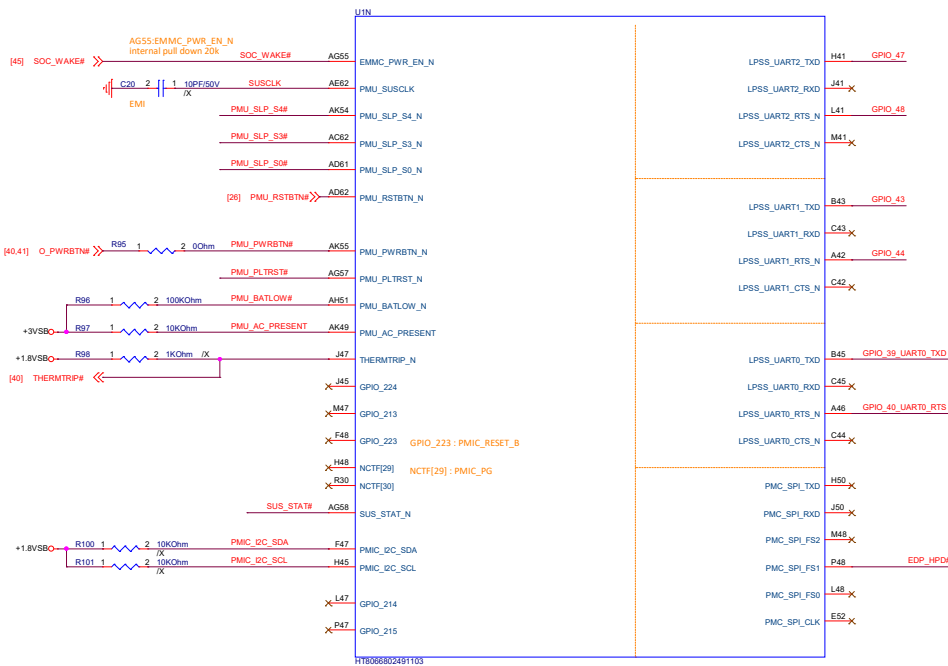 U1N
AG55:EMMC_PWR_EN_N
internal pull down 20k
[45] SOC_WAKE# SOC_WAKE# AG55 EMMC_PWR_EN_N LPSS_UART2_TXD H41 GPIO_47
C20 2 1 10PF/50V SUSCLK AE62 PMU_SUSCLK LPSS_UART2_RXD J41
/X
EMI
PMU_SLP_S4# AK54 PMU_SLP_S4_N LPSS_UART2_RTS_N L41 GPIO_48
PMU_SLP_S3# AC62 PMU_SLP_S3_N LPSS_UART2_CTS_N M41
PMU_SLP_S0# AD61 PMU_SLP_S0_N
[26] PMU_RSTBTN# AD62 PMU_RSTBTN_N
LPSS_UART1_TXD B43 GPIO_43
LPSS_UART1_RXD C43
[40,41] O_PWRBTN# R95 1 2 0Ohm PMU_PWRBTN# AK55 PMU_PWRBTN_N
LPSS_UART1_RTS_N A42 GPIO_44
PMU_PLTRST# AG57 PMU_PLTRST_N
LPSS_UART1_CTS_N C42
R96 1 2 100KOhm PMU_BATLOW# AH51 PMU_BATLOW_N
+3VSB R97 1 2 10KOhm PMU_AC_PRESENT AK49 PMU_AC_PRESENT
+1.8VSB R98 1 2 1KOhm /X J47 THERMTRIP_N LPSS_UART0_TXD B45 GPIO_39_UART0_TXD
[40] THERMTRIP#
J45 GPIO_224 LPSS_UART0_RXD C45
M47 GPIO_213 LPSS_UART0_RTS_N A46 GPIO_40_UART0_RTS
F48 GPIO_223 GPIO_223 : PMIC_RESET_B LPSS_UART0_CTS_N C44
H48 NCTF[29] NCTF[29] : PMIC_PG
R30 NCTF[30] PMC_SPI_TXD H50
SUS_STAT# AG58 SUS_STAT_N PMC_SPI_RXD J50
PMC_SPI_FS2 M48
+1.8VSB R100 1 2 10KOhm PMIC_I2C_SDA F47 PMIC_I2C_SDA
/X
R101 1 2 10KOhm PMIC_I2C_SCL H45 PMIC_I2C_SCL PMC_SPI_FS1 P48 EDP_HPD#
/X
L47 GPIO_214 PMC_SPI_FS0 L48
P47 GPIO_215 PMC_SPI_CLK E52
HT8066802491103